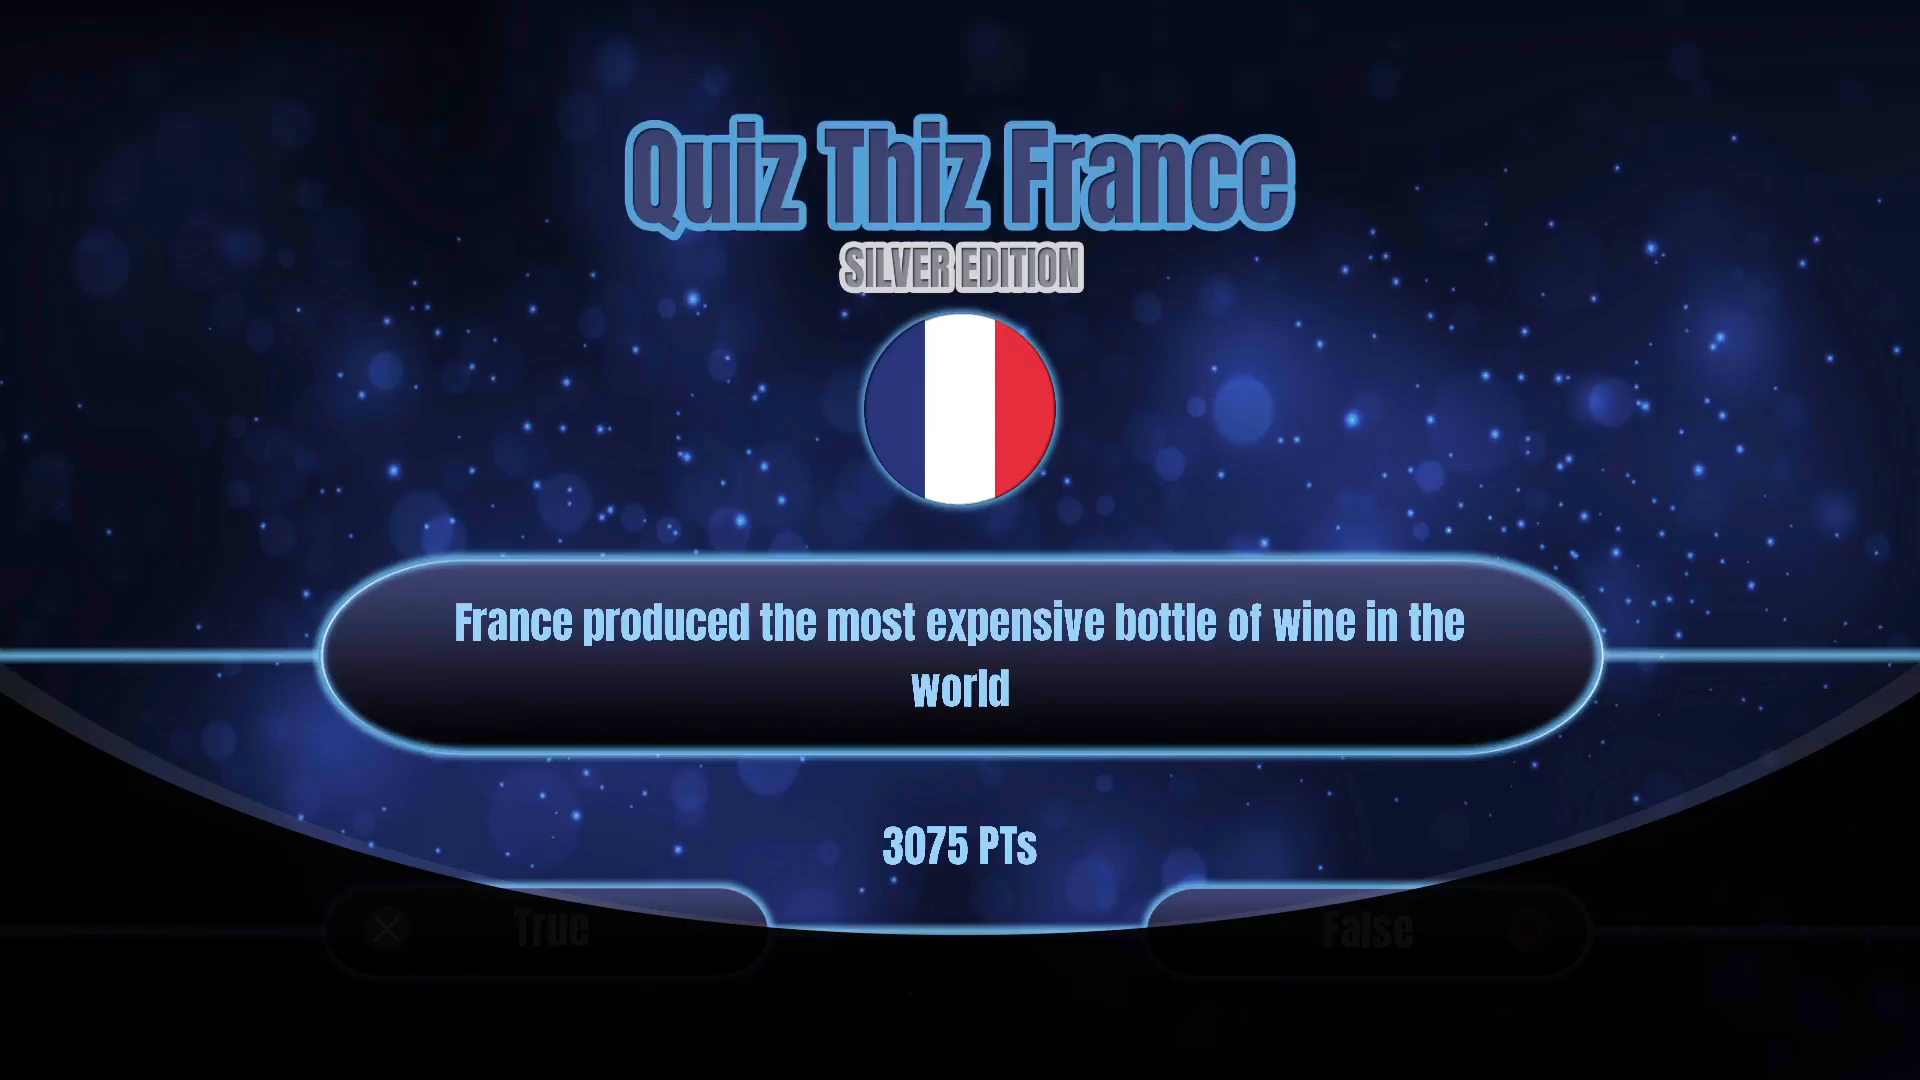 Quiz Thiz France
SILVER EDITION
France produced the most expensive bottle of wine in the
world
3075 PTs
True
False